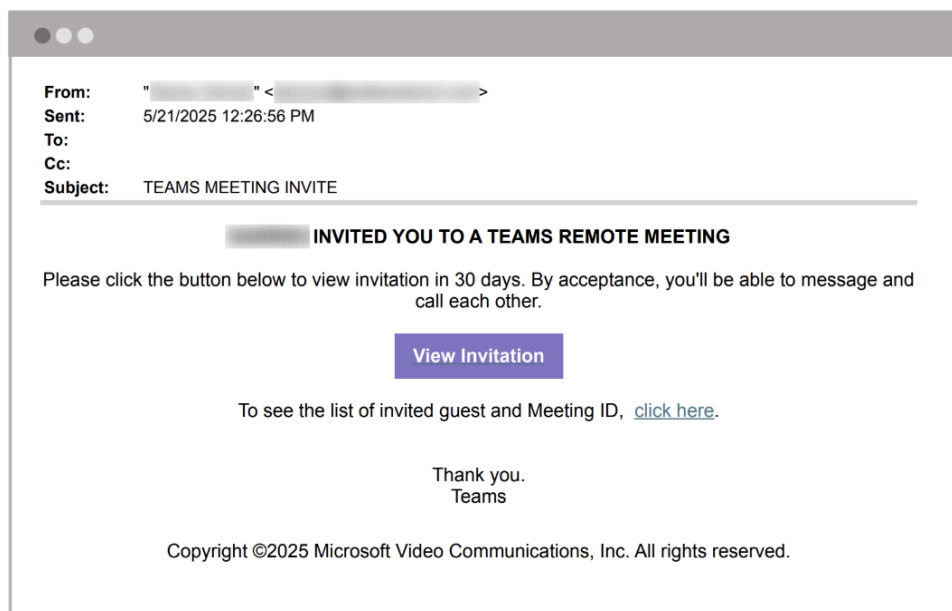 From: " " < >
Sent: 5/21/2025 12:26:56 PM
To:
Cc:
Subject: TEAMS MEETING INVITE
INVITED YOU TO A TEAMS REMOTE MEETING
Please click the button below to view invitation in 30 days. By acceptance, you'll be able to message and
call each other.
View Invitation
To see the list of invited guest and Meeting ID, click here.
Thank you.
Teams
Copyright ©2025 Microsoft Video Communications, Inc. All rights reserved.